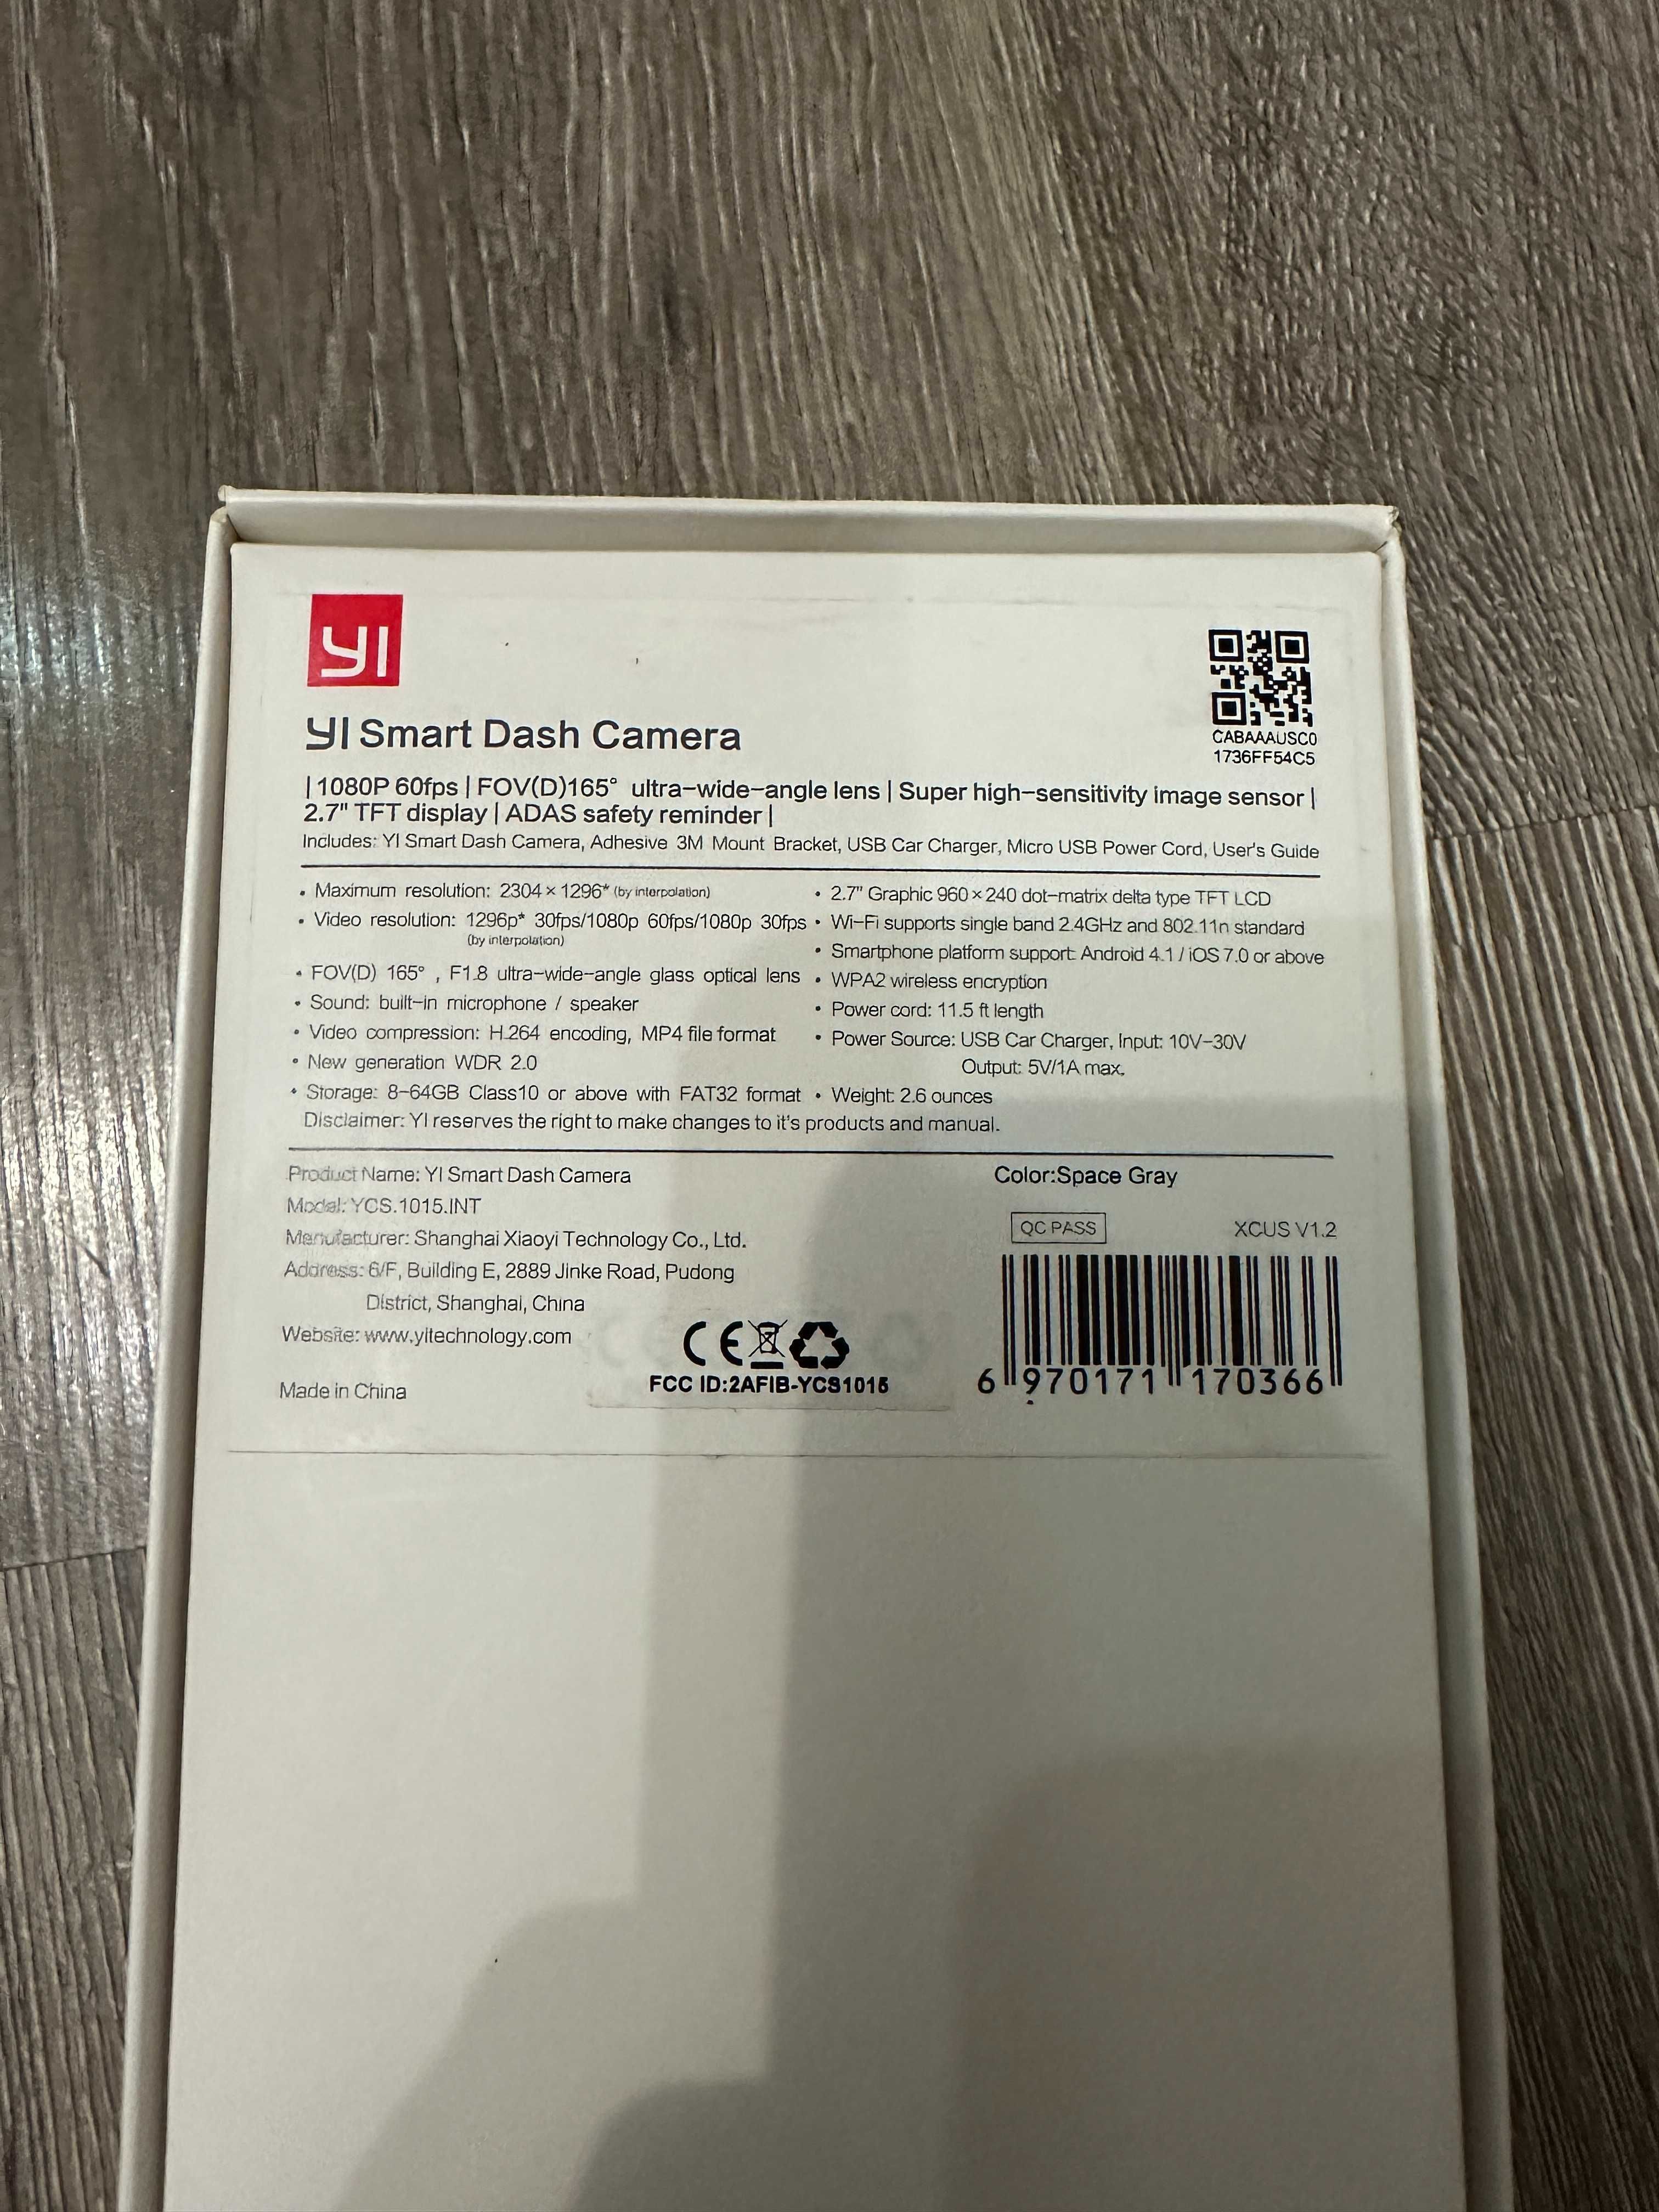 YI
YI Smart Dash Camera
CABAAAUSC0
1736FF54C5
| 1080P 60fps | FOV(D)165° ultra-wide-angle lens | Super high-sensitivity image sensor |
2.7" TFT display | ADAS safety reminder |
Includes: YI Smart Dash Camera, Adhesive 3M Mount Bracket, USB Car Charger, Micro USB Power Cord, User's Guide
• Maximum resolution: 2304×1296* (by interpolation)
• Video resolution: 1296p* 30fps/1080p 60fps/1080p 30fps
(by interpolation)
• FOV(D) 165° , F1.8 ultra-wide-angle glass optical lens
• Sound: built-in microphone / speaker
• Video compression: H.264 encoding, MP4 file format
• New generation WDR 2.0
• Storage: 8-64GB Class10 or above with FAT32 format
• 2.7" Graphic 960×240 dot-matrix delta type TFT LCD
• Wi-Fi supports single band 2.4GHz and 802.11n standard
• Smartphone platform support: Android 4.1 / iOS 7.0 or above
• WPA2 wireless encryption
• Power cord: 11.5 ft length
• Power Source: USB Car Charger, Input: 10V-30V
Output: 5V/1A max.
• Weight: 2.6 ounces
Disclaimer: YI reserves the right to make changes to it's products and manual.
Product Name: YI Smart Dash Camera
Model: YCS.1015.INT
Manufacturer: Shanghai Xiaoyi Technology Co., Ltd.
Address: 6/F, Building E, 2889 Jinke Road, Pudong
District, Shanghai, China
Website: www.yitechnology.com
Made in China
CE
FCC ID:2AFIB-YCS1015
Color:Space Gray
QC PASS
XCUS V1.2
6 970171 170366